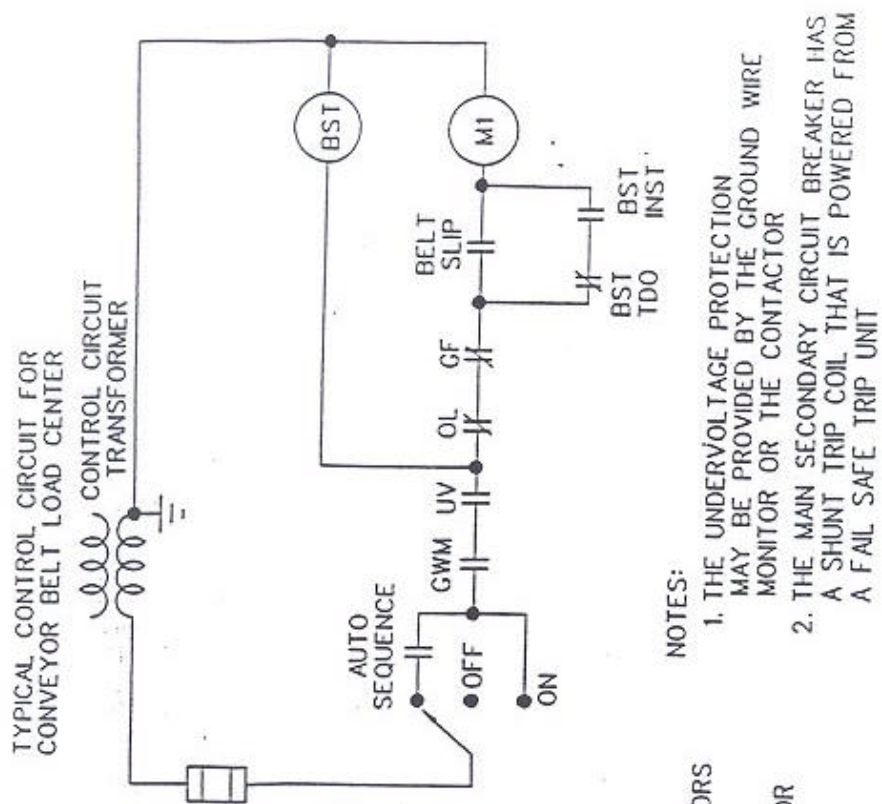 TYPICAL CONTROL CIRCUIT FOR
CONVEYOR BELT LOAD CENTER
CONTROL CIRCUIT
TRANSFORMER
BST
M1
AUTO
SEQUENCE
OFF
ON
GWM
UV
OL
GF
BELT
SLIP
BST
TDO
BST
INST
NOTES:
1. THE UNDERVOLTAGE PROTECTION
MAY BE PROVIDED BY THE GROUND WIRE
MONITOR OR THE CONTACTOR
2. THE MAIN SECONDARY CIRCUIT BREAKER HAS
A SHUNT TRIP COIL THAT IS POWERED FROM
A FAIL SAFE TRIP UNIT
ORS
OR